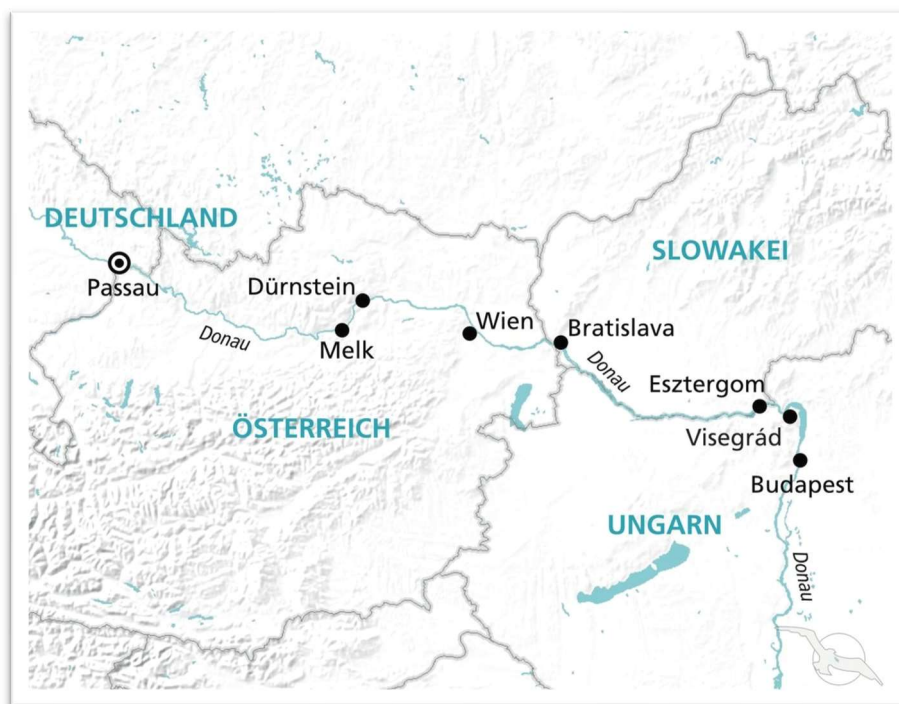 DEUTSCHLAND
SLOWAKEI
Passau
Dürnstein
Donau
Melk
Wien
Bratislava
Donau
Esztergom
Visegrád
ÖSTERREICH
Budapest
UNGARN
Donau